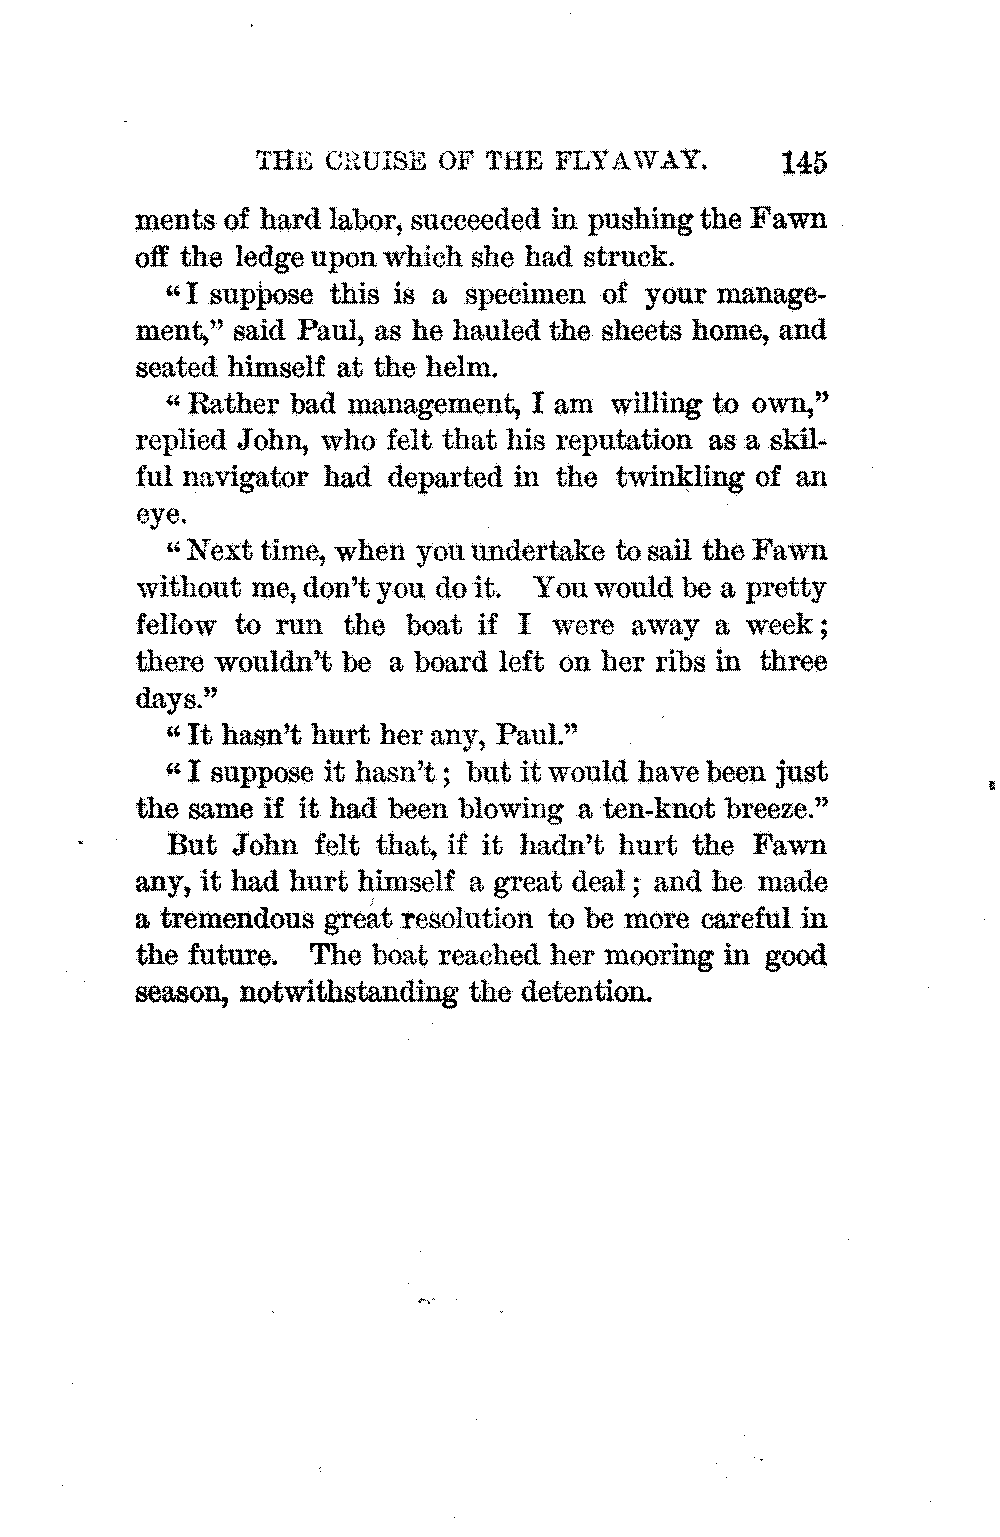 THE CRUISE OF THE FLYAWAY. 145
ments of hard labor, succeeded in pushing the Fawn
off the ledge upon which she had struck.
“I suppose this is a specimen of your manage-
ment,” said Paul, as he hauled the sheets home, and
seated himself at the helm.
“Rather bad management, I am willing to own,”
replied John, who felt that his reputation as a skil-
ful navigator had departed in the twinkling of an
eye.
“Next time, when you undertake to sail the Fawn
without me, don’t you do it. You would be a pretty
fellow to run the boat if I were away a week;
there wouldn’t be a board left on her ribs in three
days.”
“It hasn’t hurt her any, Paul.”
“I suppose it hasn’t; but it would have been just
the same if it had been blowing a ten-knot breeze.”
But John felt that, if it hadn’t hurt the Fawn
any, it had hurt himself a great deal; and he made
a tremendous great resolution to be more careful in
the future. The boat reached her mooring in good
season, notwithstanding the detention.